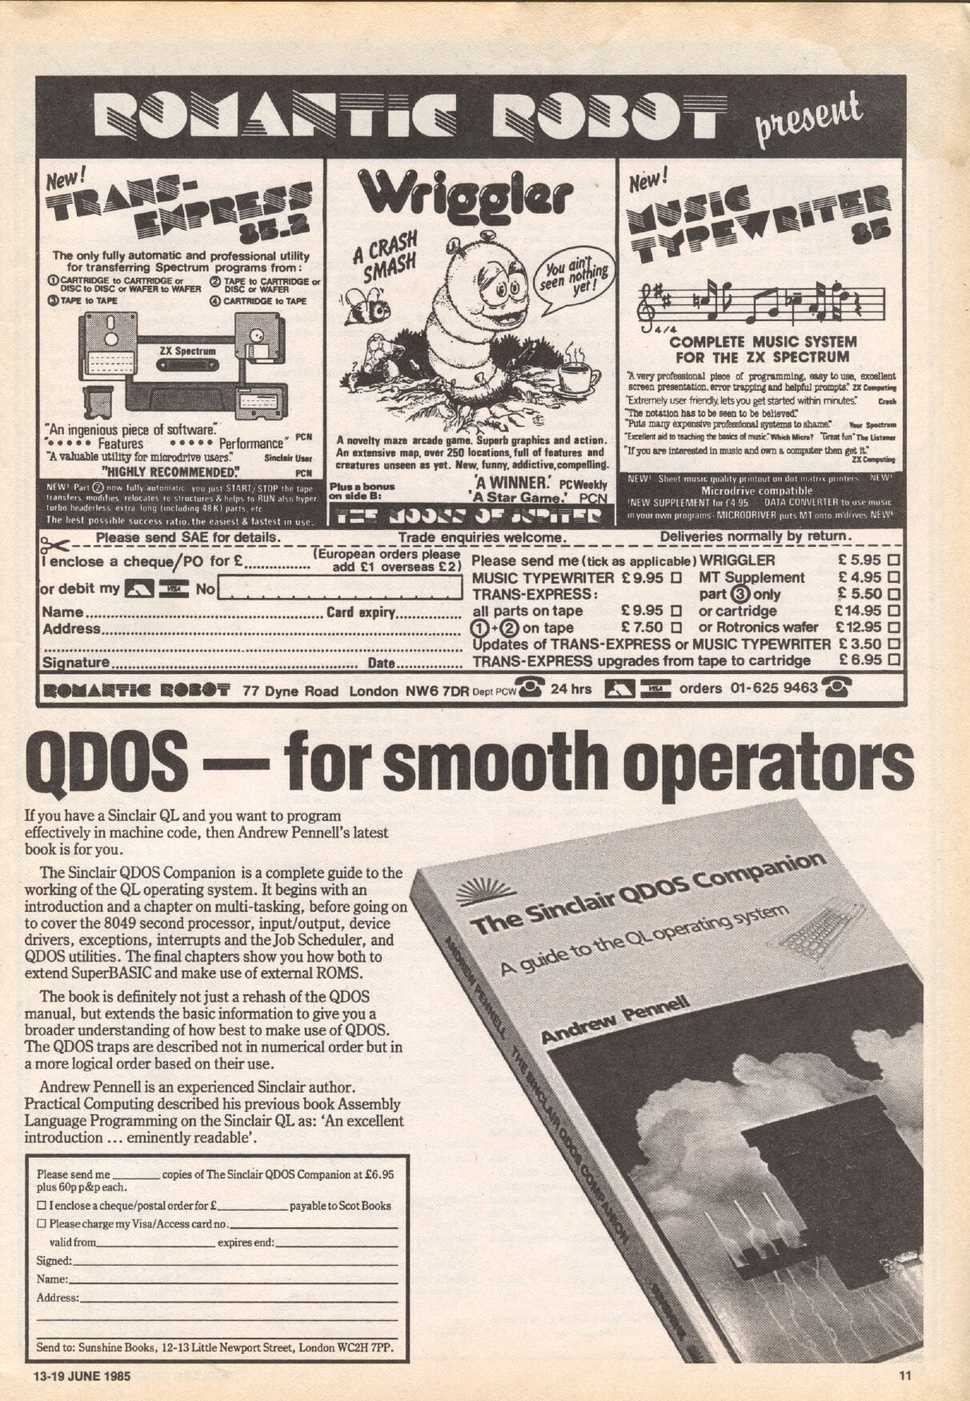 ROMANTIC ROBOT present
New!
TRANS-
EXPRESS
85.2
The only fully automatic and professional utility
for transferring Spectrum programs from:
① CARTRIDGE to CARTRIDGE or
DISC to DISC or WAFER to WAFER
② TAPE to CARTRIDGE or
DISC or WAFER
③ TAPE to TAPE
④ CARTRIDGE to TAPE
ZX Spectrum
"An ingenious piece of software."
***** Features ***** Performance" PCN
"A valuable utility for microdrive users." Sinclair User
"HIGHLY RECOMMENDED." PCN
NEW! Part ② now fully automatic you just START/STOP the tape
transfers, modifies, relocates, re structures & helps to RUN also hyper
turbo headerless, extra long (including 48K) parts, etc
The best possible success ratio, the easiest & fastest in use.
Wriggler
A CRASH
SMASH
You ain't
seen nothing
yet!
A novelty maze arcade game. Superb graphics and action.
An extensive map, over 250 locations, full of features and
creatures unseen as yet. New, funny, addictive, compelling.
Plus a bonus
on side B:
'A WINNER.' PC Weekly
'A Star Game.' PCN
THE MOONS OF JUPITER
New!
MUSIC
TYPEWRITER
85
4/4
COMPLETE MUSIC SYSTEM
FOR THE ZX SPECTRUM
"A very professional piece of programming, easy to use, excellent
screen presentation, error trapping and helpful prompts." ZX Computing
"Extremely user friendly, lets you get started within minutes." Crash
"The notation has to be seen to be believed."
"Puts many expensive professional systems to shame." Your Spectrum
"Excellent aid to teaching the basics of music." Which Micro? "Great fun" The Listener
"If you are interested in music and own a computer then get it."
ZX Computing
NEW! Sheet music quality printout on dot matrix printers NEW!
Microdrive compatible
NEW SUPPLEMENT for £4.95 DATA CONVERTER to use music
in your own programs- MICRODRIVER puts MT onto m'drives NEW!
Please send SAE for details. Trade enquiries welcome. Deliveries normally by return.
I enclose a cheque/PO for £................ (European orders please
add £1 overseas £2)
or debit my VISA No
Name................ Card expiry................
Address................
Signature................ Date................
Please send me (tick as applicable) WRIGGLER £ 5.95 □
MUSIC TYPEWRITER £ 9.95 □ MT Supplement £ 4.95 □
TRANS-EXPRESS: part ③ only £ 5.50 □
all parts on tape £ 9.95 □ or cartridge £14.95 □
①+② on tape £ 7.50 □ or Rotronics wafer £12.95 □
Updates of TRANS-EXPRESS or MUSIC TYPEWRITER £ 3.50 □
TRANS-EXPRESS upgrades from tape to cartridge £ 6.95 □
ROMANTIC ROBOT 77 Dyne Road London NW6 7DR Dept PCW 24 hrs VISA orders 01-625 9463
QDOS — for smooth operators
If you have a Sinclair QL and you want to program
effectively in machine code, then Andrew Pennell's latest
book is for you.
The Sinclair QDOS Companion is a complete guide to the
working of the QL operating system. It begins with an
introduction and a chapter on multi-tasking, before going on
to cover the 8049 second processor, input/output, device
drivers, exceptions, interrupts and the Job Scheduler, and
QDOS utilities. The final chapters show you how both to
extend SuperBASIC and make use of external ROMS.
The book is definitely not just a rehash of the QDOS
manual, but extends the basic information to give you a
broader understanding of how best to make use of QDOS.
The QDOS traps are described not in numerical order but in
a more logical order based on their use.
Andrew Pennell is an experienced Sinclair author.
Practical Computing described his previous book Assembly
Language Programming on the Sinclair QL as: 'An excellent
introduction ... eminently readable'.
The Sinclair QDOS Companion
A guide to the QL operating system
Andrew Pennell
ANDREW PENNELL THE SINCLAIR QDOS COMPANION SUNSHINE
Please send me ________ copies of The Sinclair QDOS Companion at £6.95
plus 60p p&p each.
□ I enclose a cheque/postal order for £____________ payable to Scot Books
□ Please charge my Visa/Access card no.____________
valid from____________ expires end:____________
Signed:____________
Name:____________
Address:____________
Send to: Sunshine Books, 12-13 Little Newport Street, London WC2H 7PP.
13-19 JUNE 1985
11